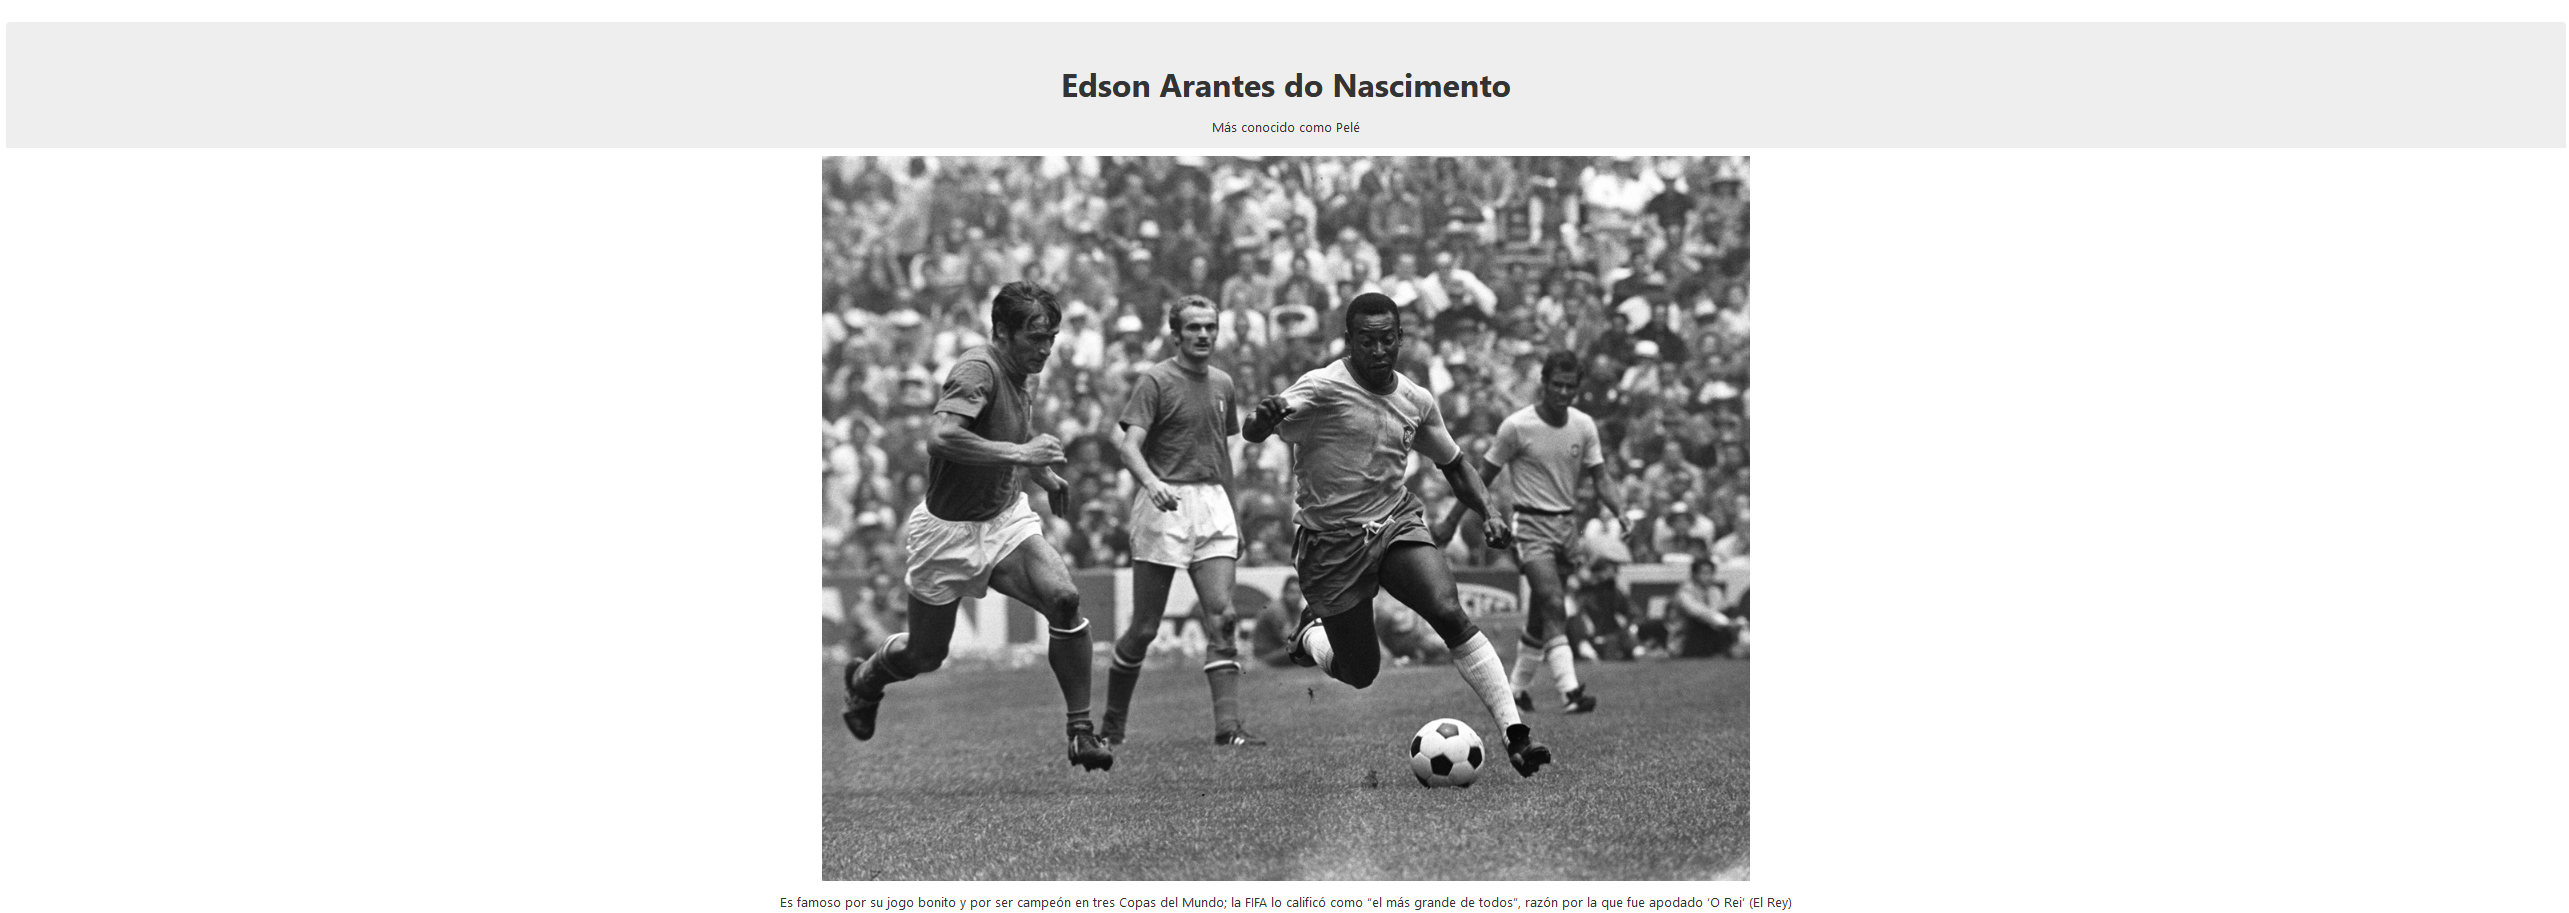 Edson Arantes do Nascimento
Más conocido como Pelé
Es famoso por su jogo bonito y por ser campeón en tres Copas del Mundo; la FIFA lo calificó como “el más grande de todos”, razón por la que fue apodado ‘O Rei’ (El Rey)